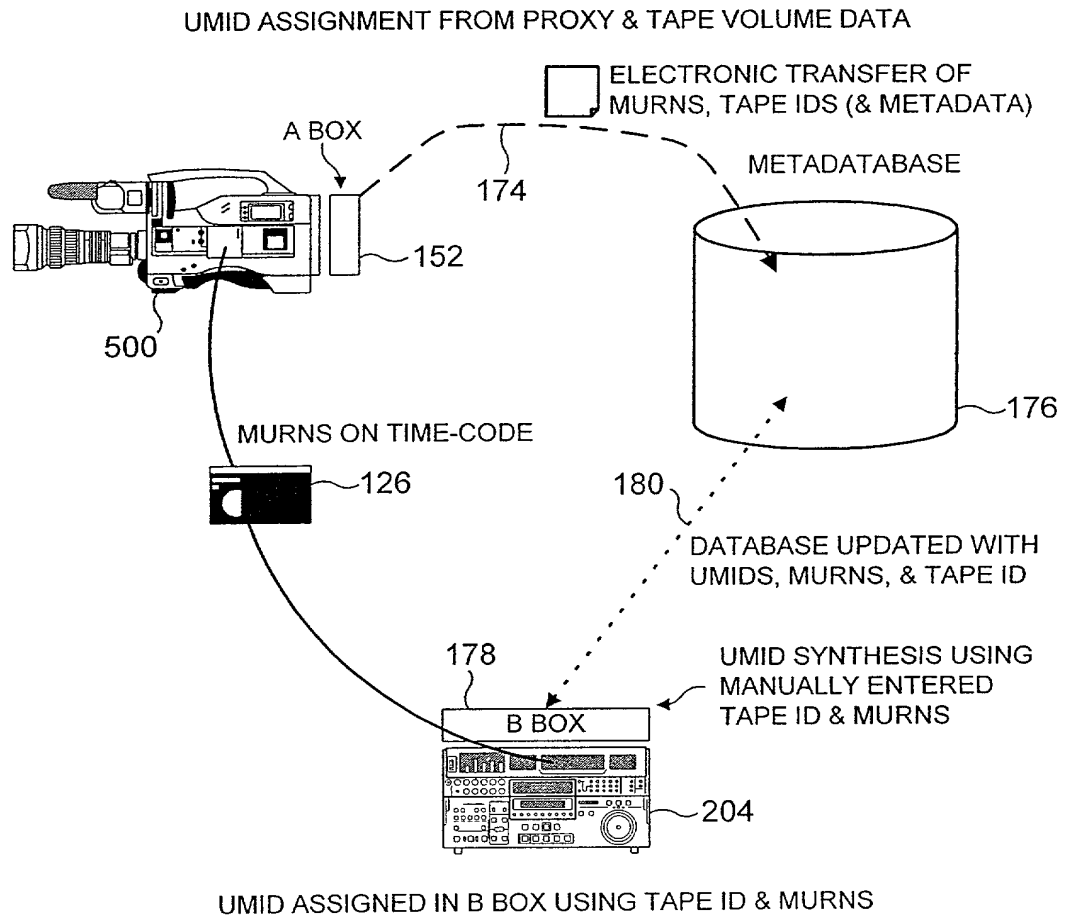 UMID ASSIGNMENT FROM PROXY & TAPE VOLUME DATA
ELECTRONIC TRANSFER OF
MURNS, TAPE IDS (& METADATA)
A BOX
174
METADATABASE
152
500
176
MURNS ON TIME-CODE
126
180
DATABASE UPDATED WITH
UMIDS, MURNS, & TAPE ID
178
UMID SYNTHESIS USING
MANUALLY ENTERED
TAPE ID & MURNS
B BOX
204
UMID ASSIGNED IN B BOX USING TAPE ID & MURNS